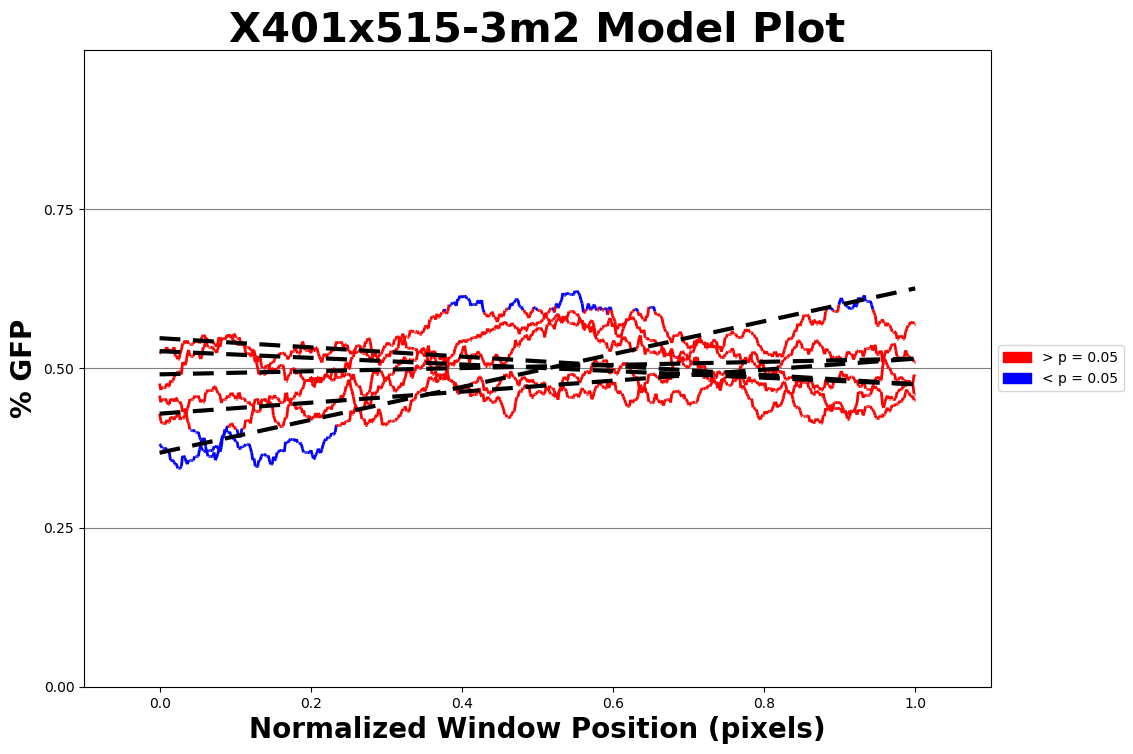 X401x515-3m2 Model Plot
% GFP
0.75
0.50
0.25
0.00
0.0 0.2 0.4 0.6 0.8 1.0
Normalized Window Position (pixels)
> p = 0.05
< p = 0.05